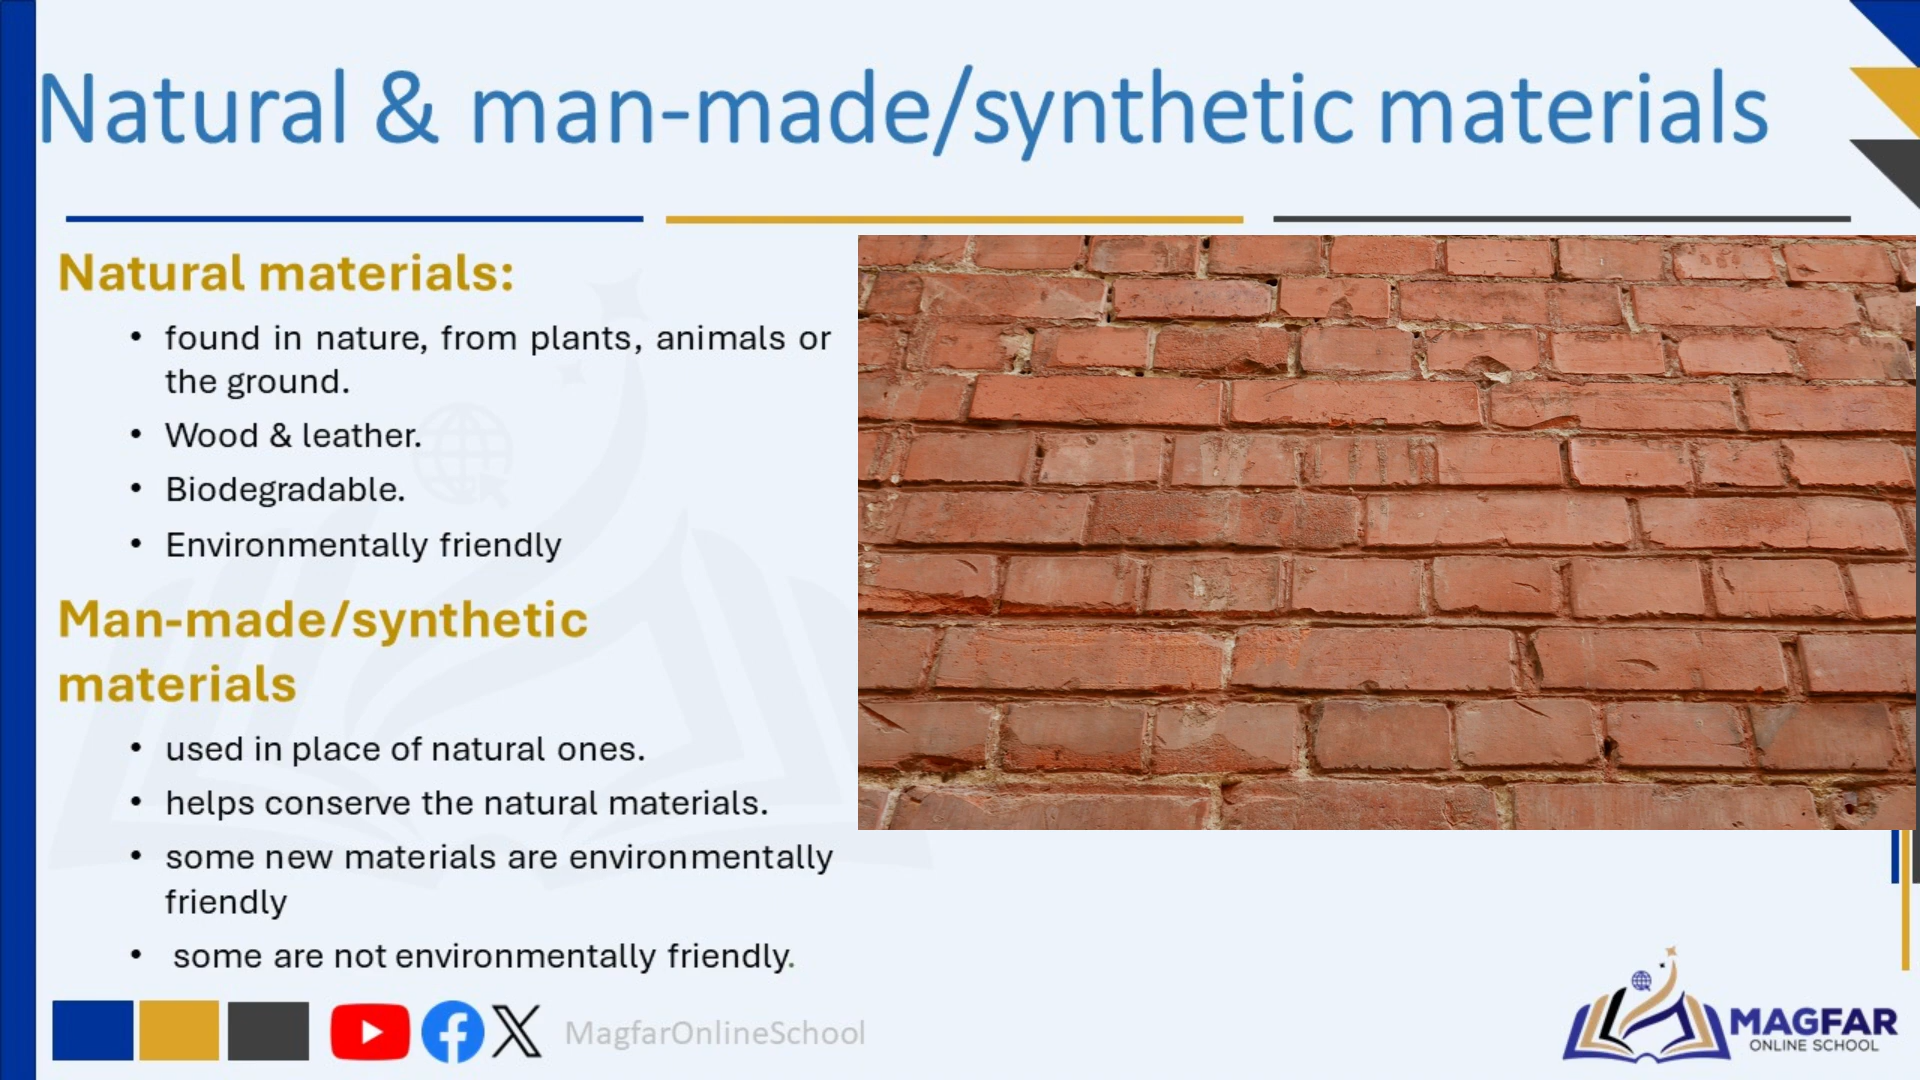 Natural & man-made/synthetic materials
Natural materials:
• found in nature, from plants, animals or
the ground.
• Wood & leather.
• Biodegradable.
• Environmentally friendly
Man-made/synthetic
materials
• used in place of natural ones.
• helps conserve the natural materials.
• some new materials are environmentally
friendly
• some are not environmentally friendly.
MagfarOnlineSchool
MAGFAR
ONLINE SCHOOL